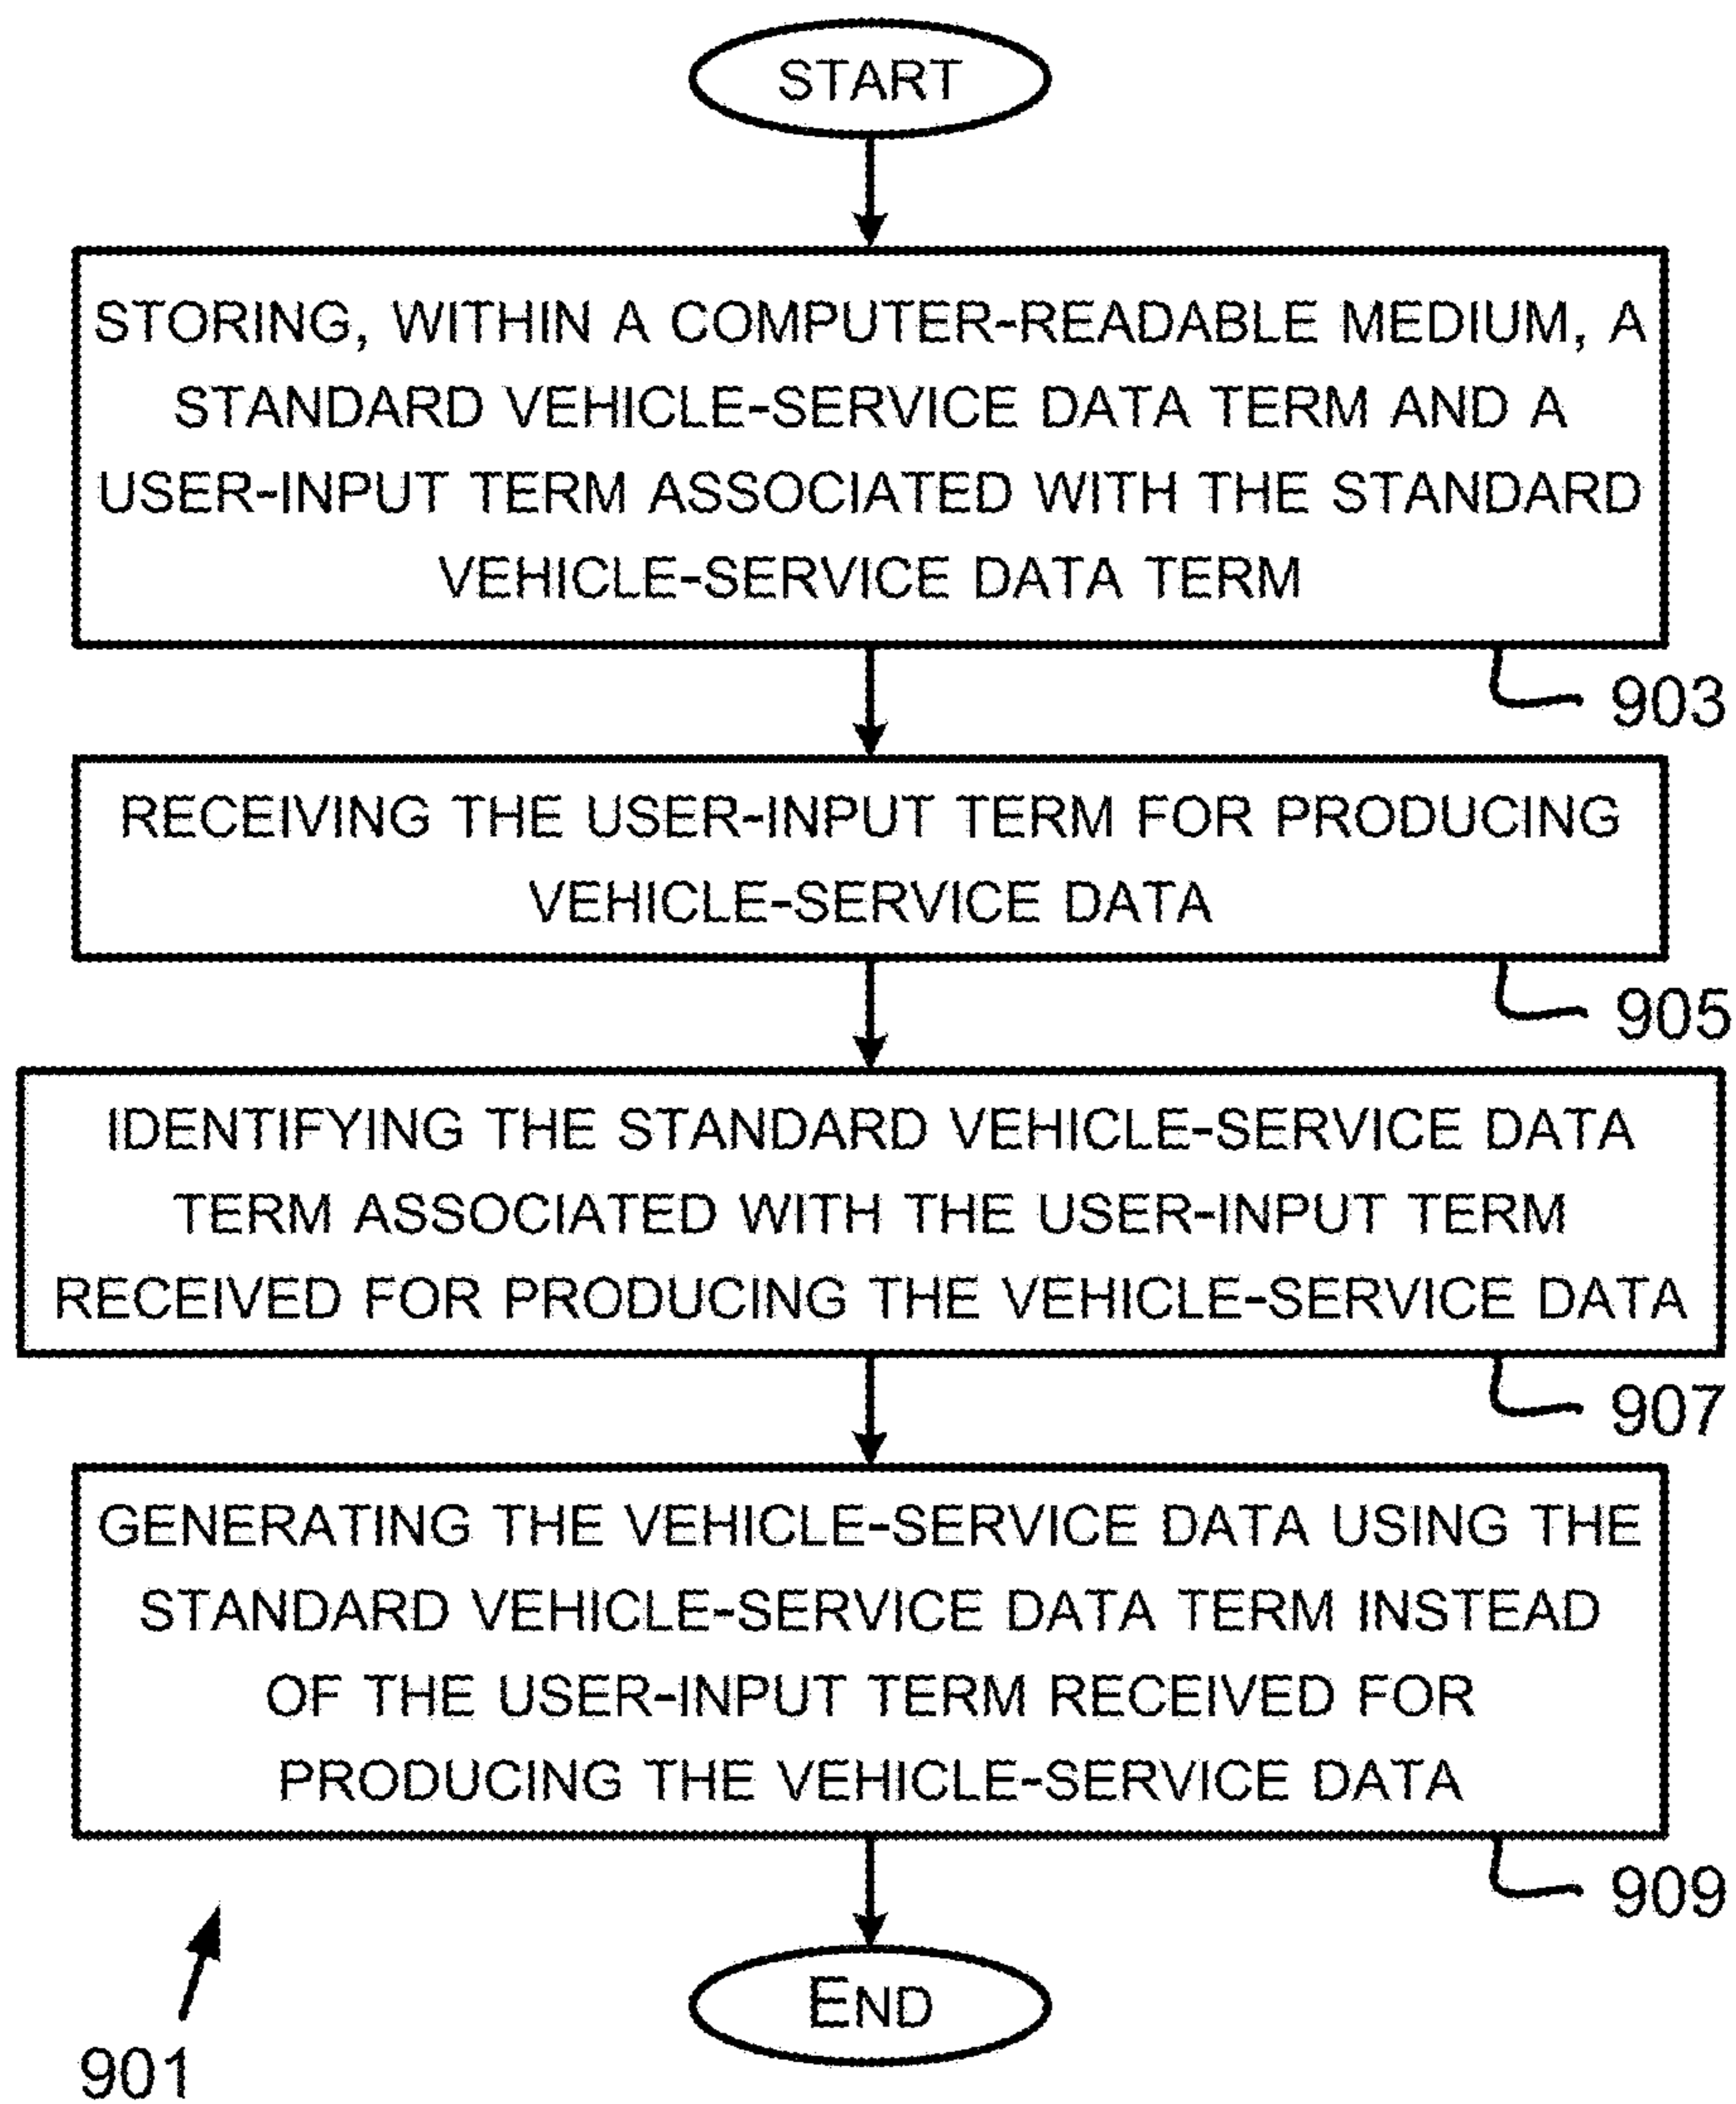 START
STORING, WITHIN A COMPUTER-READABLE MEDIUM, A
STANDARD VEHICLE-SERVICE DATA TERM AND A
USER-INPUT TERM ASSOCIATED WITH THE STANDARD
VEHICLE-SERVICE DATA TERM
903
RECEIVING THE USER-INPUT TERM FOR PRODUCING
VEHICLE-SERVICE DATA
905
IDENTIFYING THE STANDARD VEHICLE-SERVICE DATA
TERM ASSOCIATED WITH THE USER-INPUT TERM
RECEIVED FOR PRODUCING THE VEHICLE-SERVICE DATA
907
GENERATING THE VEHICLE-SERVICE DATA USING THE
STANDARD VEHICLE-SERVICE DATA TERM INSTEAD
OF THE USER-INPUT TERM RECEIVED FOR
PRODUCING THE VEHICLE-SERVICE DATA
909
END
901